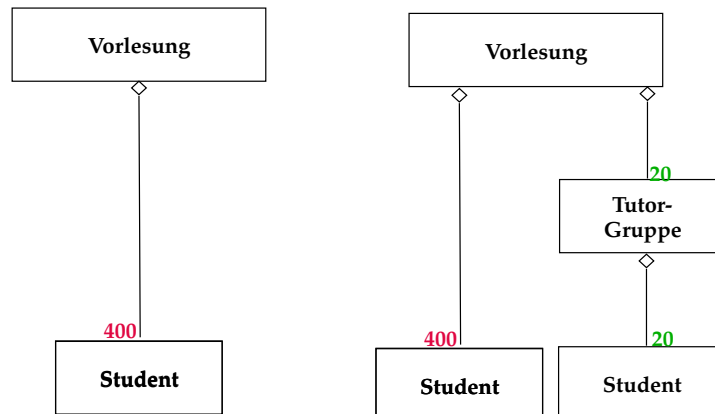 Vorlesung
400
Student
Vorlesung
400
Student
20
Tutor-
Gruppe
20
Student